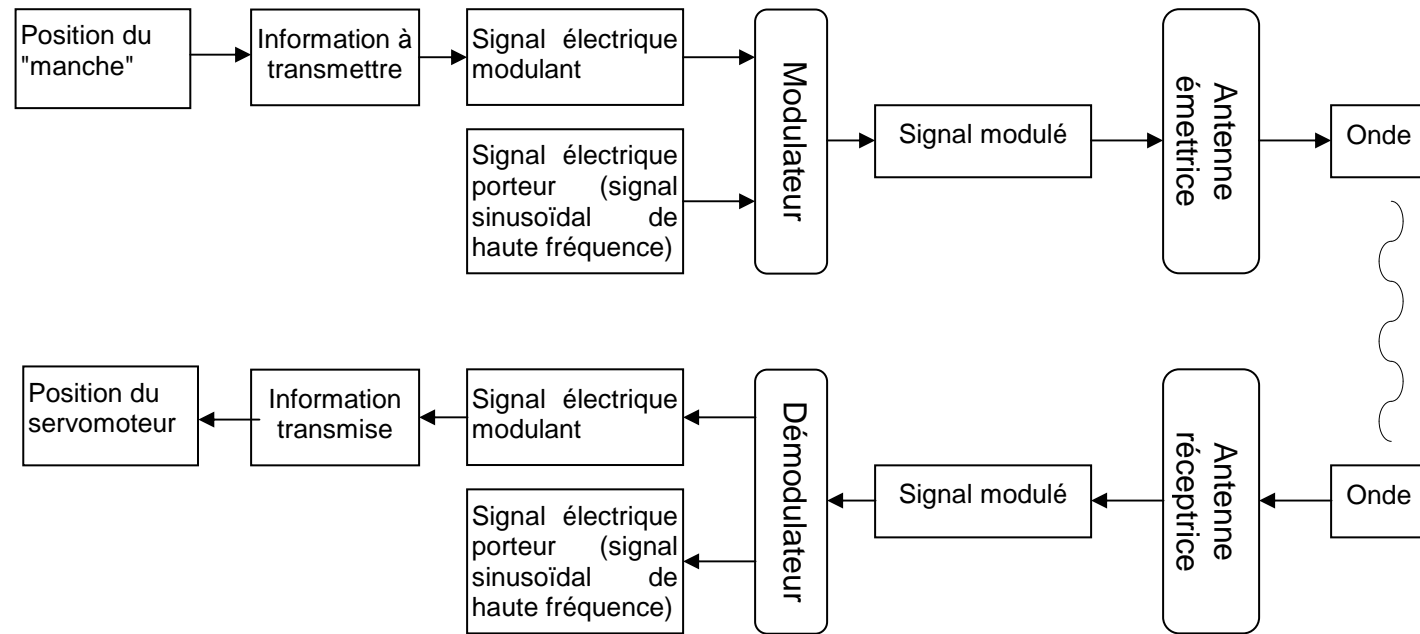 Position du
"manche"
Information à
transmettre
Signal électrique
modulant
Signal électrique
porteur (signal
sinusoïdal de
haute fréquence)
Modulateur
Signal modulé
Antenne
émettrice
Onde
Position du
servomoteur
Information
transmise
Signal électrique
modulant
Signal électrique
porteur (signal
sinusoïdal de
haute fréquence)
Démodulateur
Signal modulé
Antenne
réceptrice
Onde